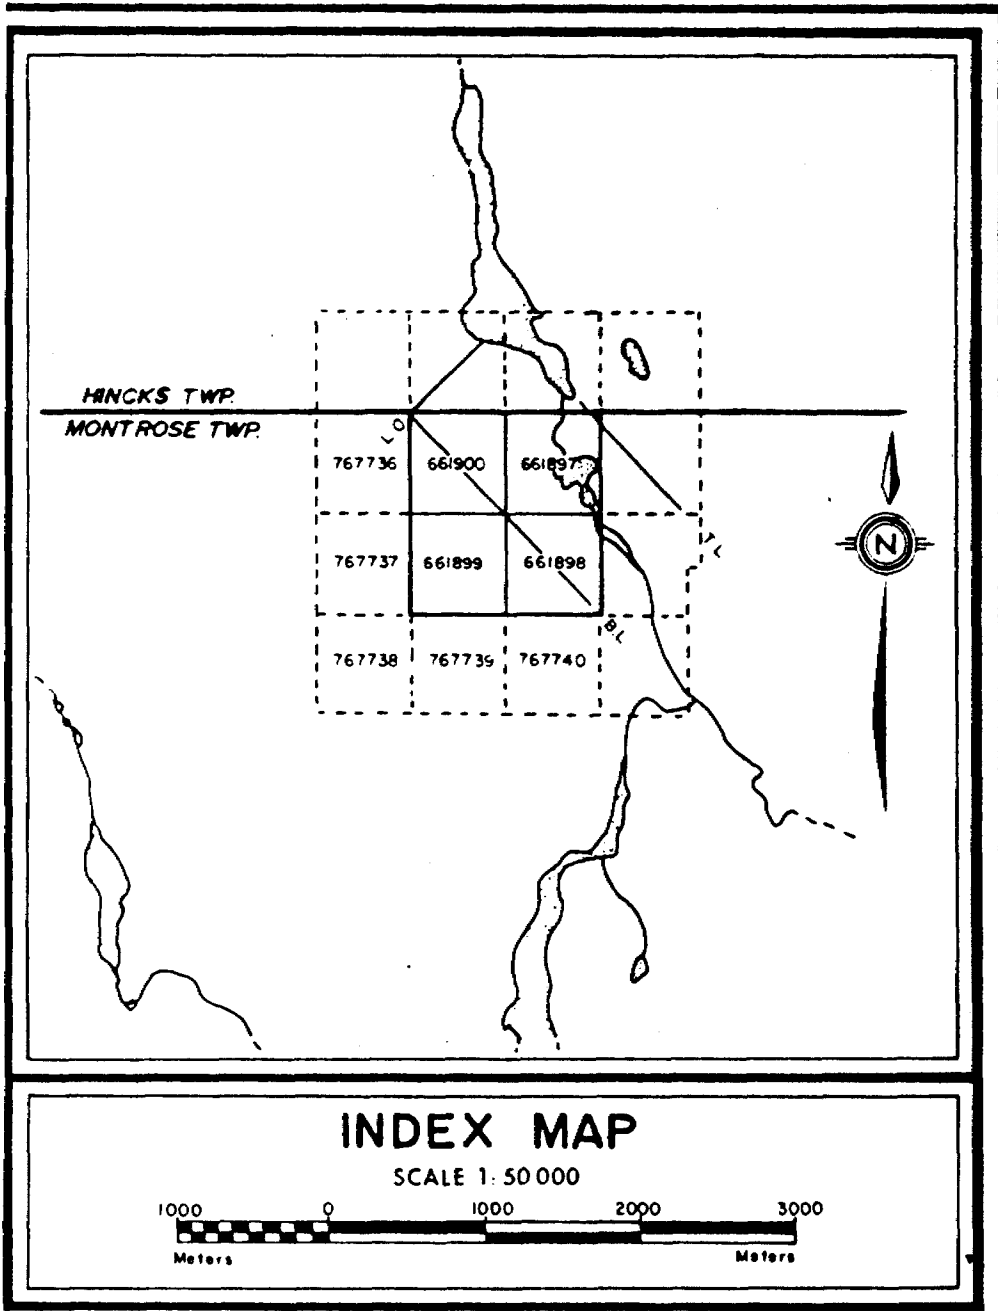 HINCKS TWP.
MONTROSE TWP.
L O
767736 661900 661897
T L
767737 661899 661898
B.L
767738 767739 767740
N
INDEX MAP
SCALE 1:50 000
1000 0 1000 2000 3000
Meters Meters